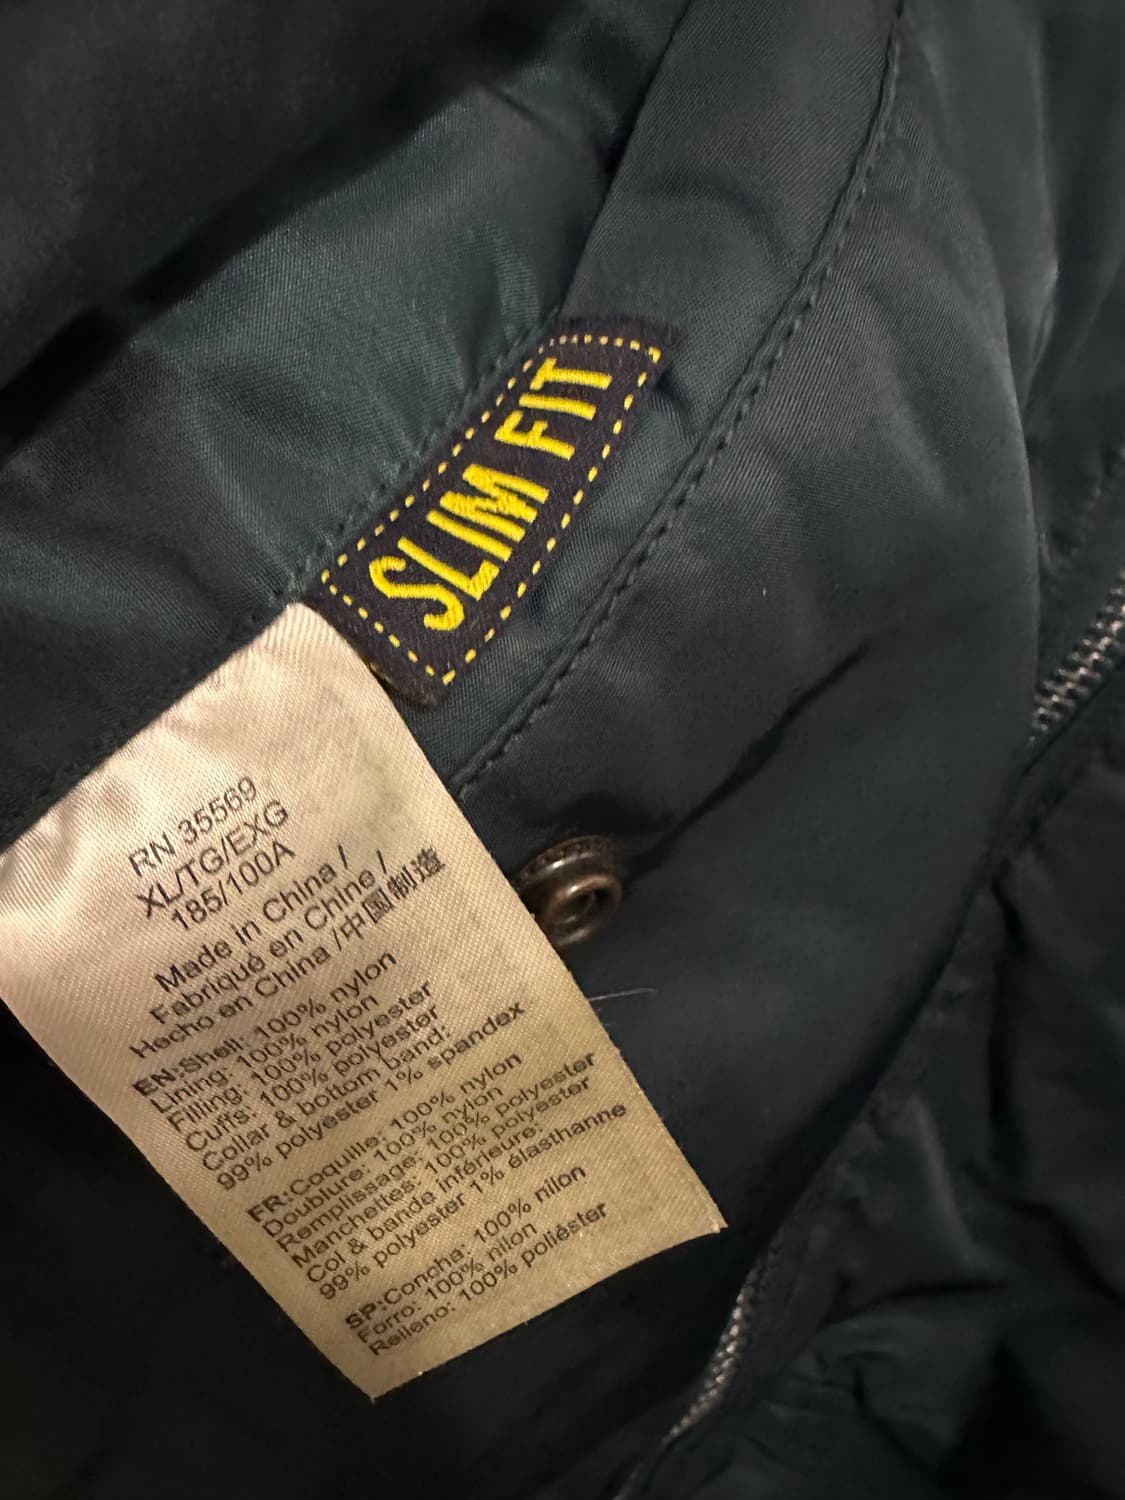 SLIM FIT
RN 35569
XL/TG/EXG
185/100A
Made in China /
Fabriqué en Chine /
Hecho en China /中國制造
EN:Shell: 100% nylon
Lining: 100% nylon
Filling: 100% polyester
Cuffs: 100% polyester
Collar & bottom band:
99% polyester 1% spandex
FR:Coquille: 100% nylon
Doublure: 100% nylon
Remplissage: 100% polyester
Manchettes: 100% polyester
Col & bande inférieure:
99% polyester 1% élasthanne
SP:Concha: 100% nilon
Forro: 100% nilon
Relleno: 100% poliéster